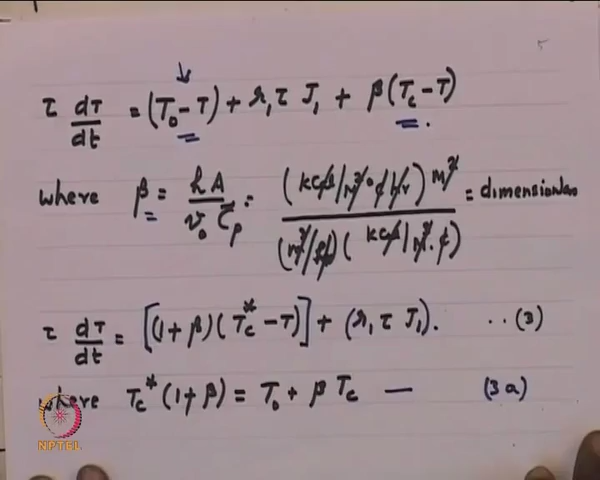 5
τ dT/dt = (T₀ - T) + r₁ τ J₁ + β(T_c - T)
where β = hA / v₀ C̄_p = (kcal/m² °c/hr) m² / (m³/hr)(kcal/m³·c) = dimensionless
τ dT/dt = [(1+β)(T_c* - T)] + (r₁ τ J₁). ..(3)
where T_c*(1+β) = T₀ + β T_c — (3a)
NPTEL